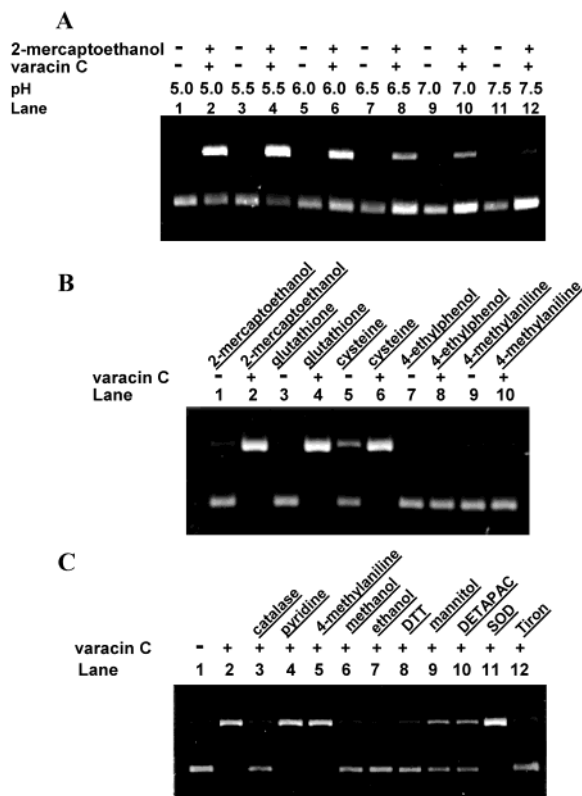 A
2-mercaptoethanol - + - + - + - + - + - +
varacin C - + - + - + - + - + - +
pH 5.0 5.0 5.5 5.5 6.0 6.0 6.5 6.5 7.0 7.0 7.5 7.5
Lane 1 2 3 4 5 6 7 8 9 10 11 12
B
2-mercaptoethanol
2-mercaptoethanol
glutathione
glutathione
cysteine
cysteine
4-ethylphenol
4-ethylphenol
4-methylaniline
4-methylaniline
varacin C - + - + - + - + - +
Lane 1 2 3 4 5 6 7 8 9 10
C
catalase
pyridine
4-methylaniline
methanol
ethanol
DTT
mannitol
DETAPAC
SOD
Tiron
varacin C - + + + + + + + + + + +
Lane 1 2 3 4 5 6 7 8 9 10 11 12